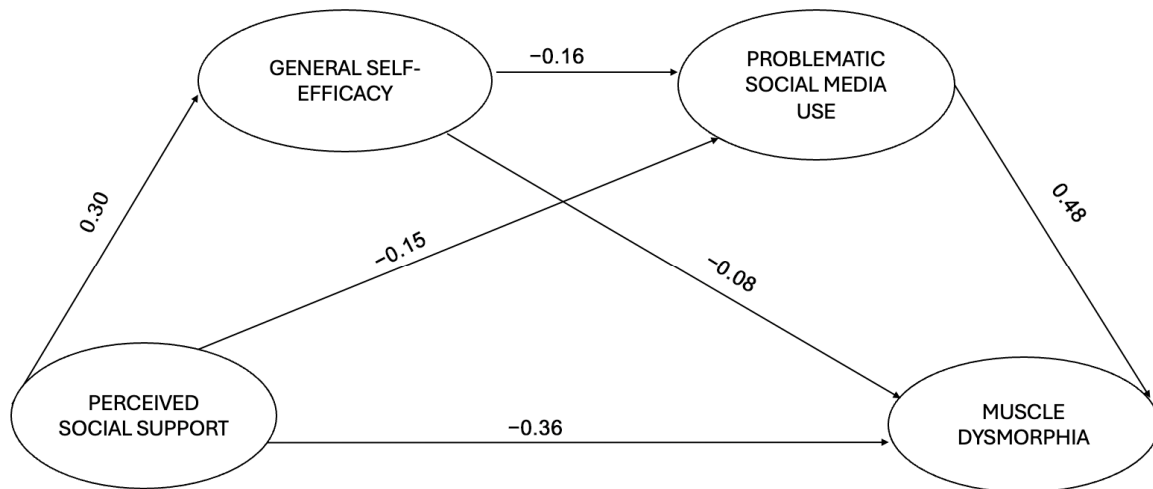 GENERAL SELF-
EFFICACY
−0.16
PROBLEMATIC
SOCIAL MEDIA
USE
0.30
−0.15
−0.08
0.48
PERCEIVED
SOCIAL SUPPORT
−0.36
MUSCLE
DYSMORPHIA